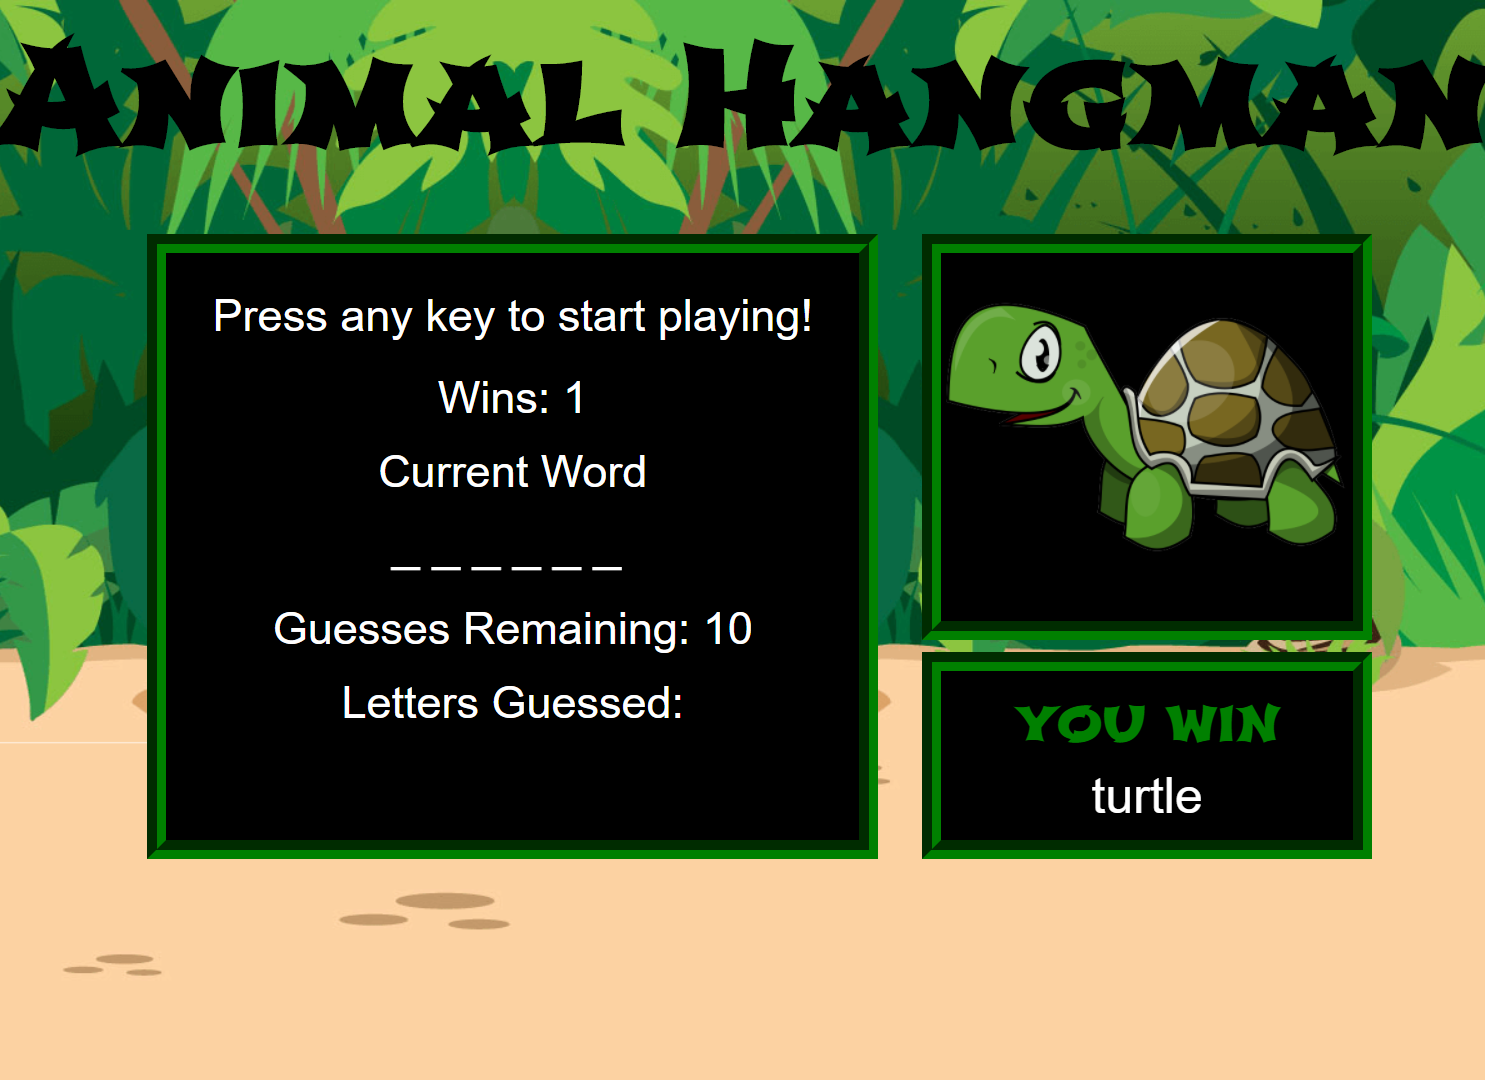 Animal Hangman
Press any key to start playing!
Wins: 1
Current Word
_ _ _ _ _ _
Guesses Remaining: 10
Letters Guessed:
YOU WIN
turtle